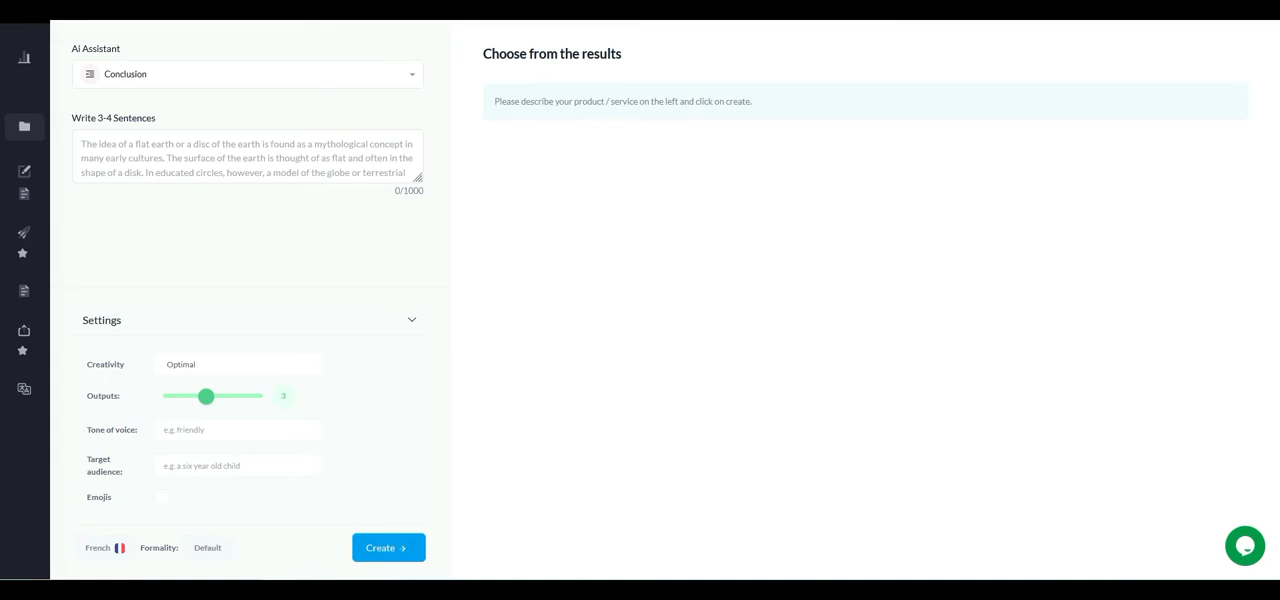 Ai Assistant
Conclusion
Write 3-4 Sentences
The idea of a flat earth or a disc of the earth is found as a mythological concept in
many early cultures. The surface of the earth is thought of as flat and often in the
shape of a disk. In educated circles, however, a model of the globe or terrestrial
0/1000
Settings
Creativity
Optimal
Outputs:
3
Tone of voice:
e.g. friendly
Target
audience:
e.g. a six year old child
Emojis
French
Formality:
Default
Create →
Choose from the results
Please describe your product / service on the left and click on create.